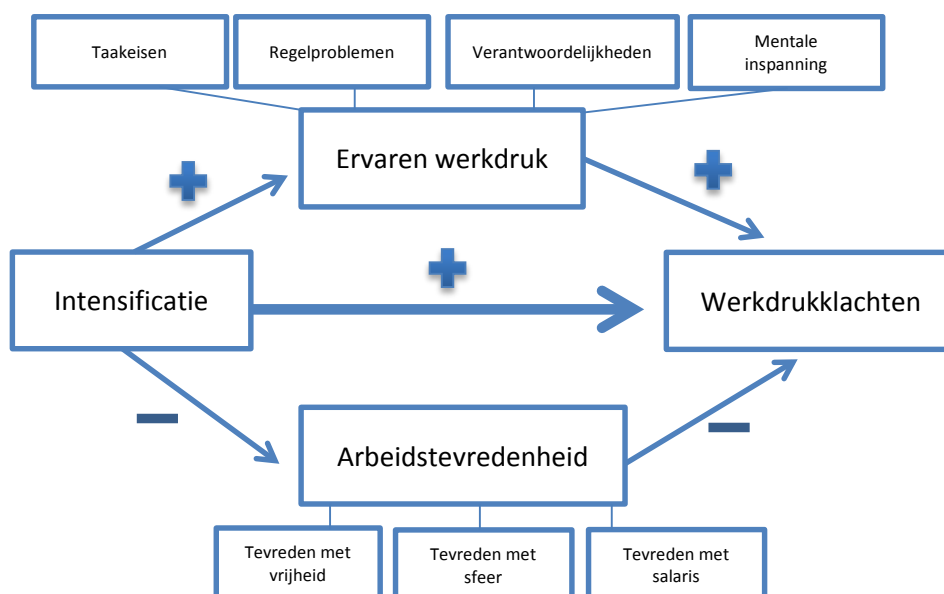 Taakeisen
Regelproblemen
Verantwoordelijkheden
Mentale
inspanning
Ervaren werkdruk
Intensificatie
Werkdrukklachten
Arbeidstevredenheid
Tevreden met
vrijheid
Tevreden met
sfeer
Tevreden met
salaris